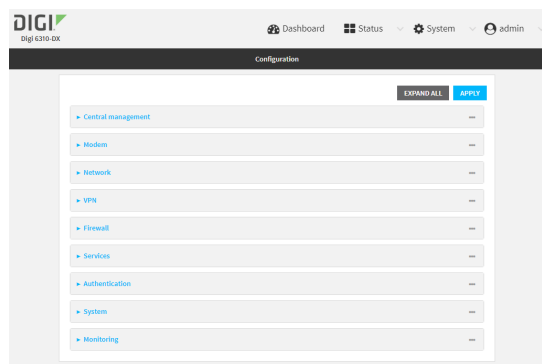 DIGI
Digi 6310-DX
Dashboard
Status
System
admin
Configuration
EXPAND ALL
APPLY
Central management
Modem
Network
VPN
Firewall
Services
Authentication
System
Monitoring